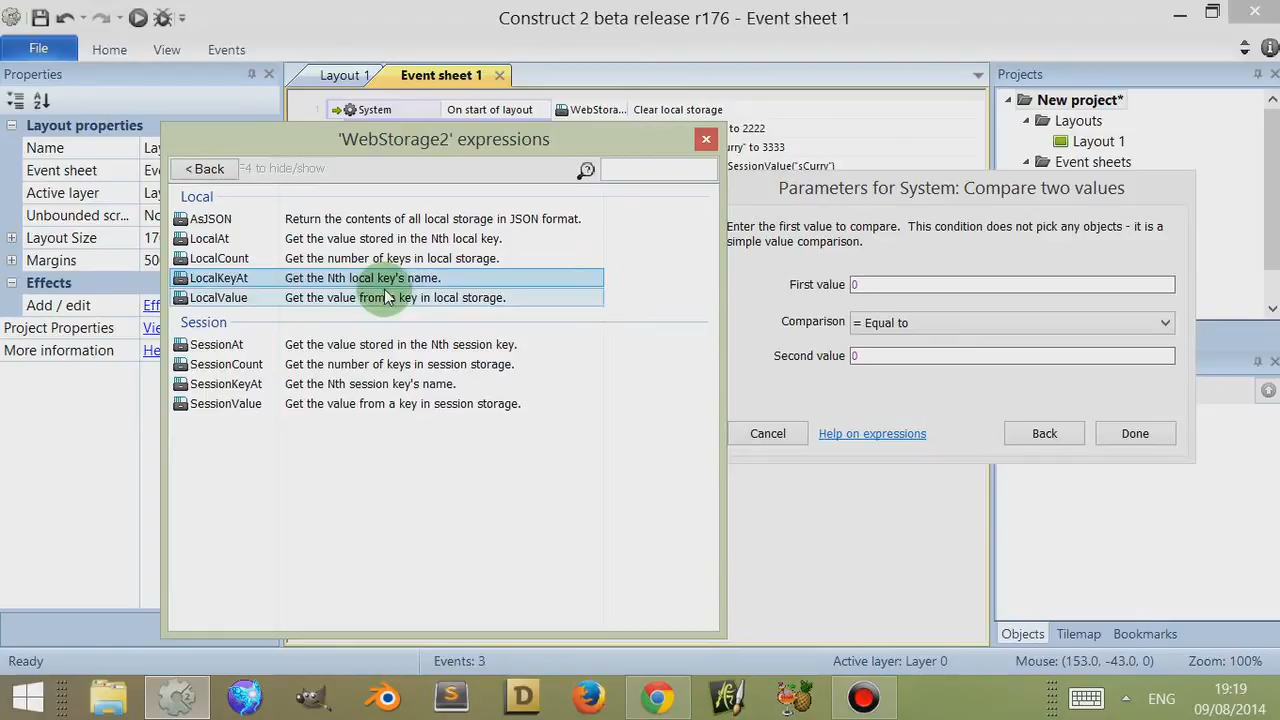 Construct 2 beta release r176 - Event sheet 1
File
Home
View
Events
Properties
Layout 1
Event sheet 1
Projects
Layout properties
Name
Event sheet
Active layer
Unbounded scr...
Layout Size
Margins
Effects
Add / edit
Project Properties
More information
1
System
On start of layout
WebStora...
Clear local storage
to 2222
to 3333
SessionValue("sCurry")
New project*
Layouts
Layout 1
Event sheets
'WebStorage2' expressions
< Back
=4 to hide/show
Local
AsJSON Return the contents of all local storage in JSON format.
LocalAt Get the value stored in the Nth local key.
LocalCount Get the number of keys in local storage.
LocalKeyAt Get the Nth local key's name.
LocalValue Get the value from a key in local storage.
Session
SessionAt Get the value stored in the Nth session key.
SessionCount Get the number of keys in session storage.
SessionKeyAt Get the Nth session key's name.
SessionValue Get the value from a key in session storage.
Parameters for System: Compare two values
Enter the first value to compare. This condition does not pick any objects - it is a
simple value comparison.
First value 0
Comparison = Equal to
Second value 0
Cancel
Help on expressions
Back
Done
Objects
Tilemap
Bookmarks
Ready
Events: 3
Active layer: Layer 0
Mouse: (153.0, -43.0, 0)
Zoom: 100%
ENG
19:19
09/08/2014